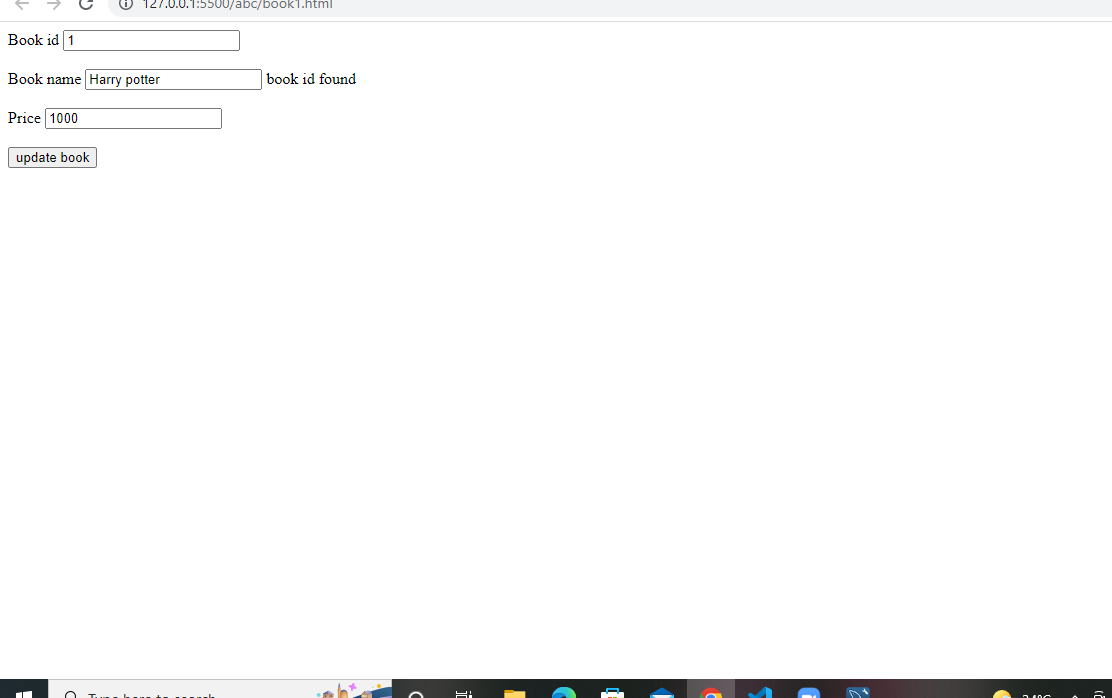 127.0.0.1:5500/abc/book1.html
Book id 1
Book name Harry potter book id found
Price 1000
update book
Type here to search
24°C